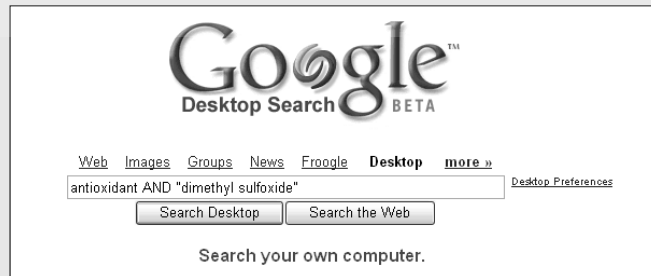 Google™
Desktop Search BETA
Web Images Groups News Froogle Desktop more »
antioxidant AND "dimethyl sulfoxide"
Desktop Preferences
Search Desktop Search the Web
Search your own computer.